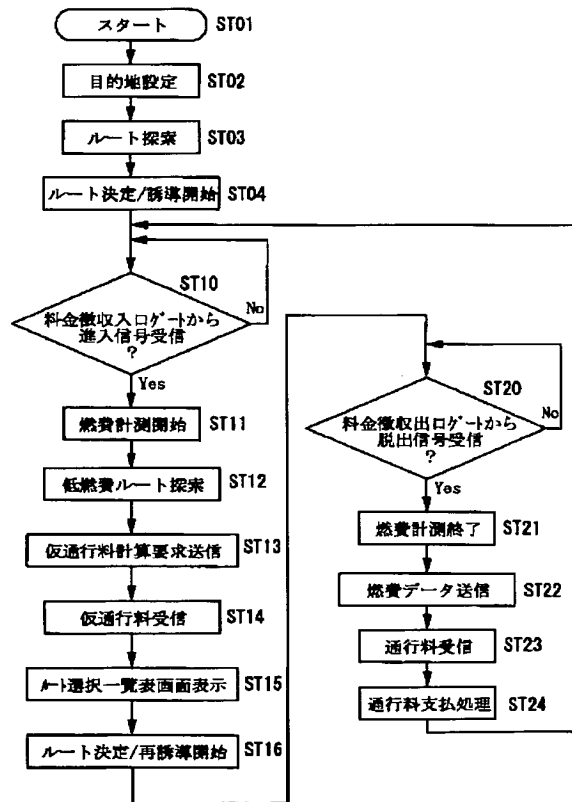 スタート ST01
目的地設定 ST02
ルート探索 ST03
ルート決定/誘導開始 ST04
ST10
料金徴収入口ゲートから
進入信号受信
?
No
Yes
燃費計測開始 ST11
低燃費ルート探索 ST12
仮通行料計算要求送信 ST13
仮通行料受信 ST14
ルート選択一覧表画面表示 ST15
ルート決定/再誘導開始 ST16
ST20
料金徴収出口ゲートから
脱出信号受信
?
No
Yes
燃費計測終了 ST21
燃費データ送信 ST22
通行料受信 ST23
通行料支払処理 ST24